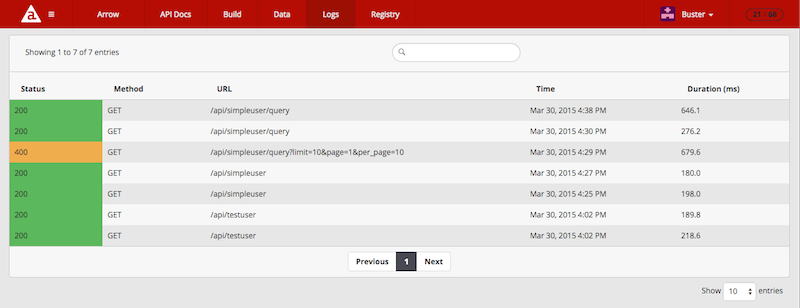 a Arrow API Docs Build Data Logs Registry Buster 21 / 66
Showing 1 to 7 of 7 entries
Status Method URL Time Duration (ms)
200 GET /api/simpleuser/query Mar 30, 2015 4:38 PM 646.1
200 GET /api/simpleuser/query Mar 30, 2015 4:30 PM 276.2
400 GET /api/simpleuser/query?limit=10&page=1&per_page=10 Mar 30, 2015 4:29 PM 679.6
200 GET /api/simpleuser Mar 30, 2015 4:27 PM 180.0
200 GET /api/simpleuser Mar 30, 2015 4:25 PM 198.0
200 GET /api/testuser Mar 30, 2015 4:02 PM 189.8
200 GET /api/testuser Mar 30, 2015 4:02 PM 218.6
Previous 1 Next
Show 10 entries